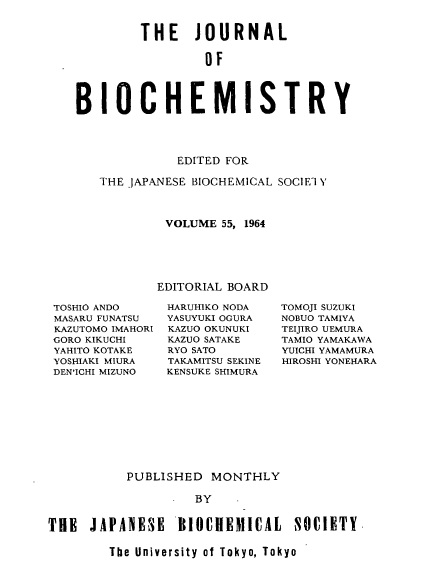 THE JOURNAL
OF
BIOCHEMISTRY
EDITED FOR
THE JAPANESE BIOCHEMICAL SOCIETY
VOLUME 55, 1964
EDITORIAL BOARD
TOSHIO ANDO HARUHIKO NODA TOMOJI SUZUKI
MASARU FUNATSU YASUYUKI OGURA NOBUO TAMIYA
KAZUTOMO IMAHORI KAZUO OKUNUKI TEIJIRO UEMURA
GORO KIKUCHI KAZUO SATAKE TAMIO YAMAKAWA
YAHITO KOTAKE RYO SATO YUICHI YAMAMURA
YOSHIAKI MIURA TAKAMITSU SEKINE HIROSHI YONEHARA
DEN'ICHI MIZUNO KENSUKE SHIMURA
PUBLISHED MONTHLY
BY
THE JAPANESE BIOCHEMICAL SOCIETY
The University of Tokyo, Tokyo